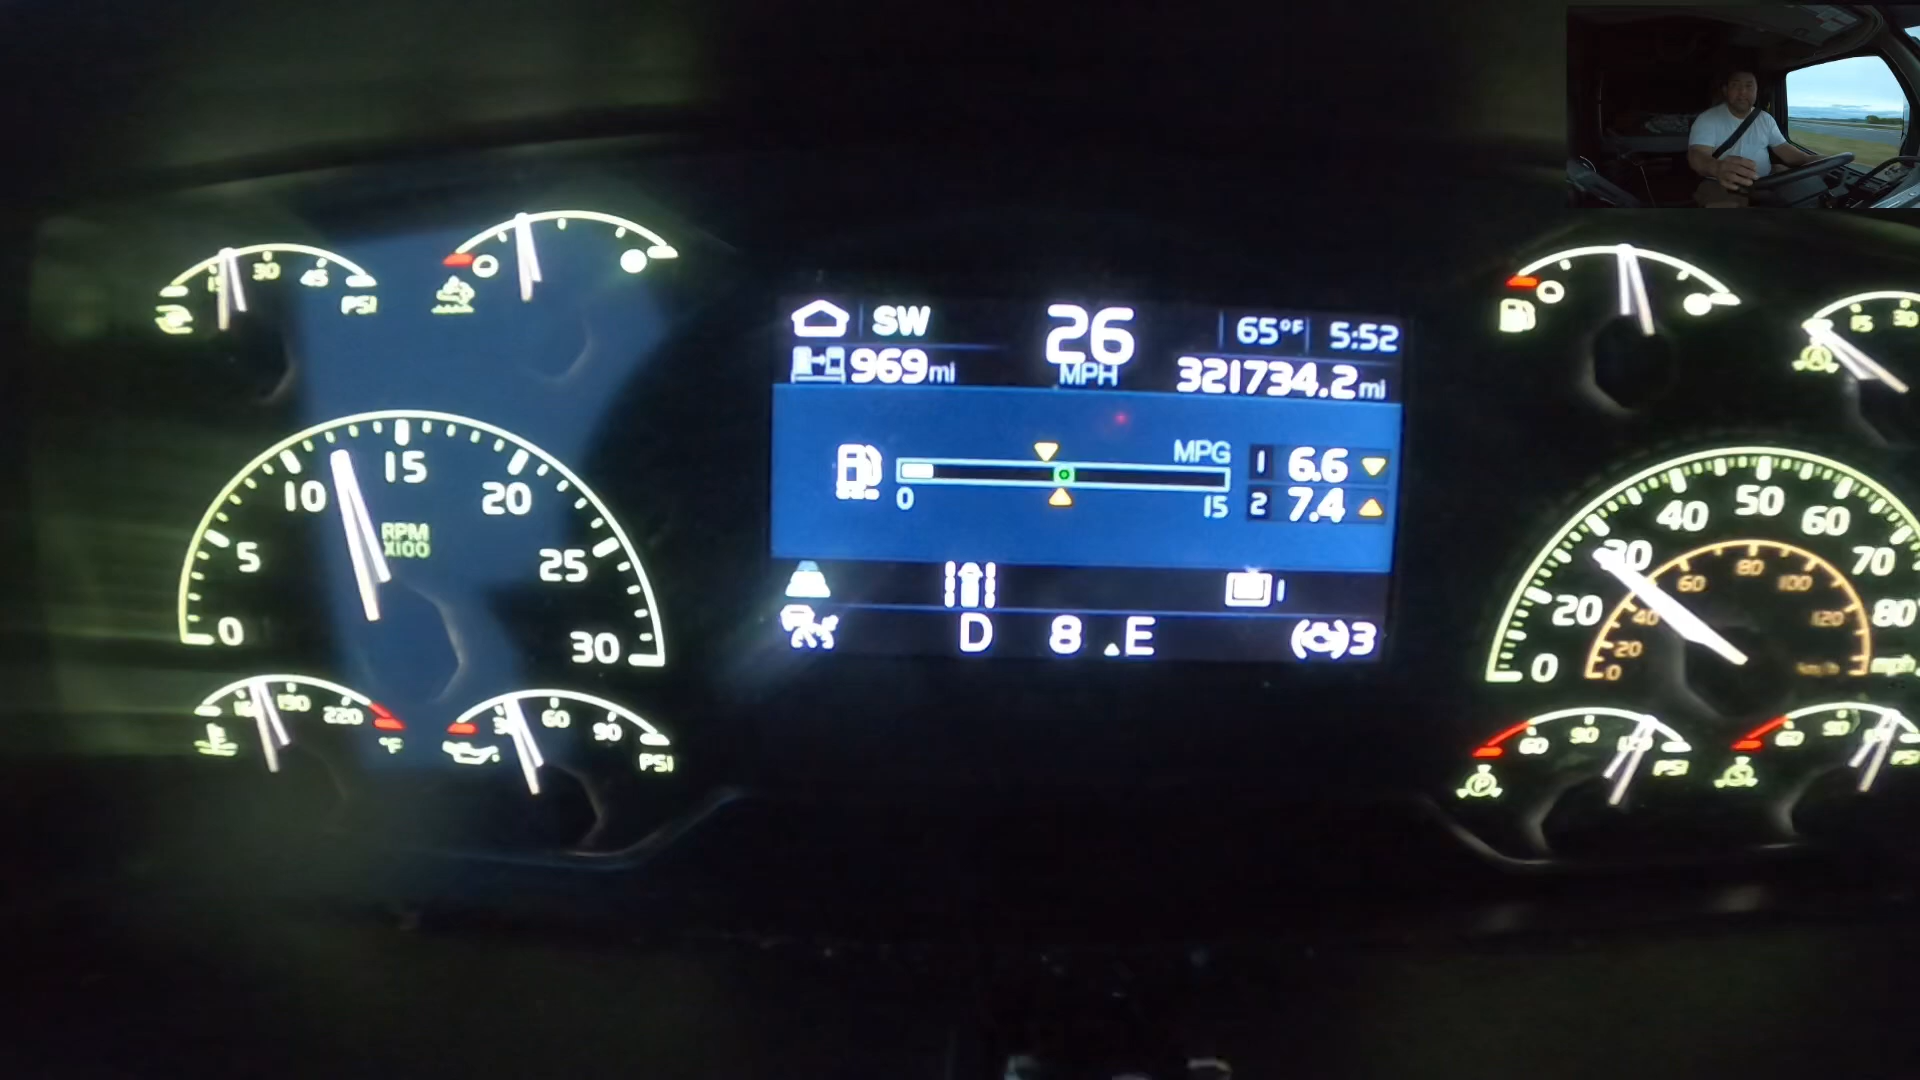 SW 26 65°F 5:52
969mi MPH 321734.2mi
MPG 1 6.6
0 15 2 7.4
1
D 8 E 3
15 30 45
PSI
0 5 10 15 20 25 30
RPM
X100
190 220
°F
60 90
PSI
15 30
0 20 30 40 50 60 70 80
mph
0 20 40 60 80 100 120
km/h
60 90
PSI
P
60 90
PSI